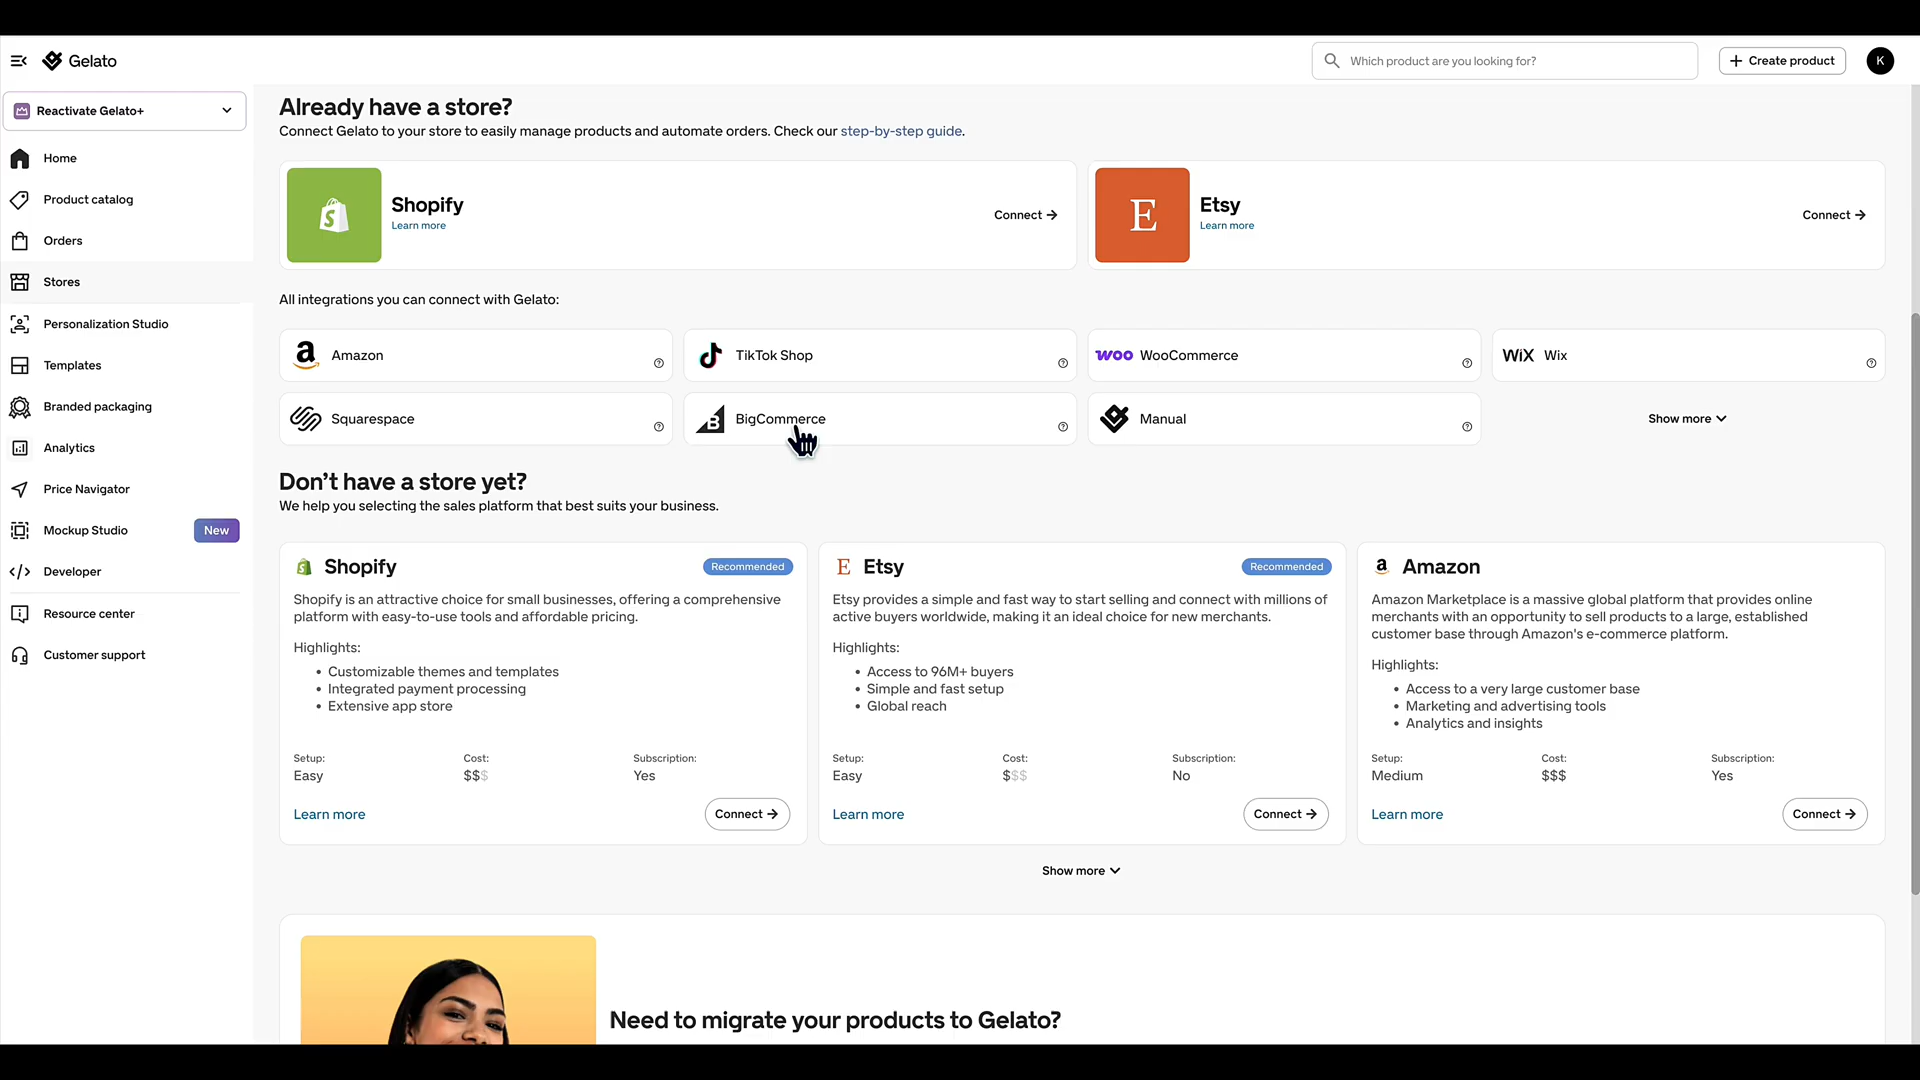 Gelato
Which product are you looking for?
Create product
K
Reactivate Gelato+
Home
Product catalog
Orders
Stores
Personalization Studio
Templates
Branded packaging
Analytics
Price Navigator
Mockup Studio
New
Developer
Resource center
Customer support
Already have a store?
Connect Gelato to your store to easily manage products and automate orders. Check our step-by-step guide.
Shopify
Learn more
Connect
Etsy
Learn more
Connect
All integrations you can connect with Gelato:
Amazon
TikTok Shop
WOO WooCommerce
WiX Wix
Squarespace
BigCommerce
Manual
Show more
Don't have a store yet?
We help you selecting the sales platform that best suits your business.
Shopify
Recommended
Shopify is an attractive choice for small businesses, offering a comprehensive
platform with easy-to-use tools and affordable pricing.
Highlights:
• Customizable themes and templates
• Integrated payment processing
• Extensive app store
Setup: Cost: Subscription:
Easy $$$ Yes
Learn more
Connect
Etsy
Recommended
Etsy provides a simple and fast way to start selling and connect with millions of
active buyers worldwide, making it an ideal choice for new merchants.
Highlights:
• Access to 96M+ buyers
• Simple and fast setup
• Global reach
Setup: Cost: Subscription:
Easy $$$ No
Learn more
Connect
Amazon
Amazon Marketplace is a massive global platform that provides online
merchants with an opportunity to sell products to a large, established
customer base through Amazon's e-commerce platform.
Highlights:
• Access to a very large customer base
• Marketing and advertising tools
• Analytics and insights
Setup: Cost: Subscription:
Medium $$$ Yes
Learn more
Connect
Show more
Need to migrate your products to Gelato?